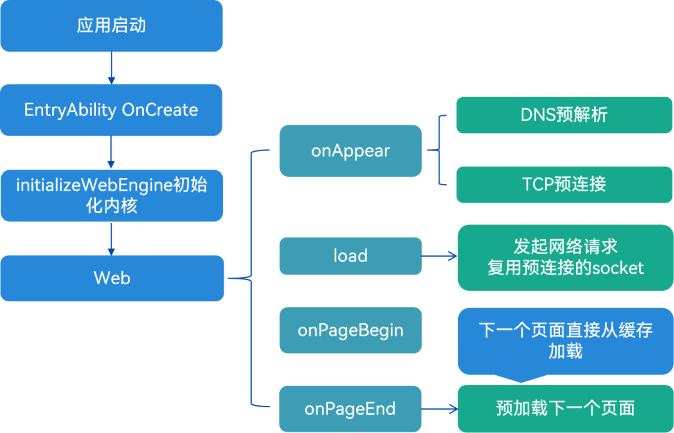 应用启动
EntryAbility OnCreate
initializeWebEngine初始
化内核
Web
onAppear
DNS预解析
TCP预连接
load
发起网络请求
复用预连接的socket
onPageBegin
下一个页面直接从缓存
加载
onPageEnd
预加载下一个页面